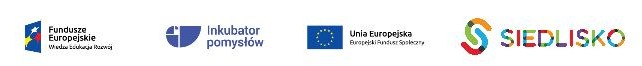 Fundusze
Europejskie
Wiedza Edukacja Rozwój
Inkubator
pomysłów
Unia Europejska
Europejski Fundusz Społeczny
SIEDLISKO